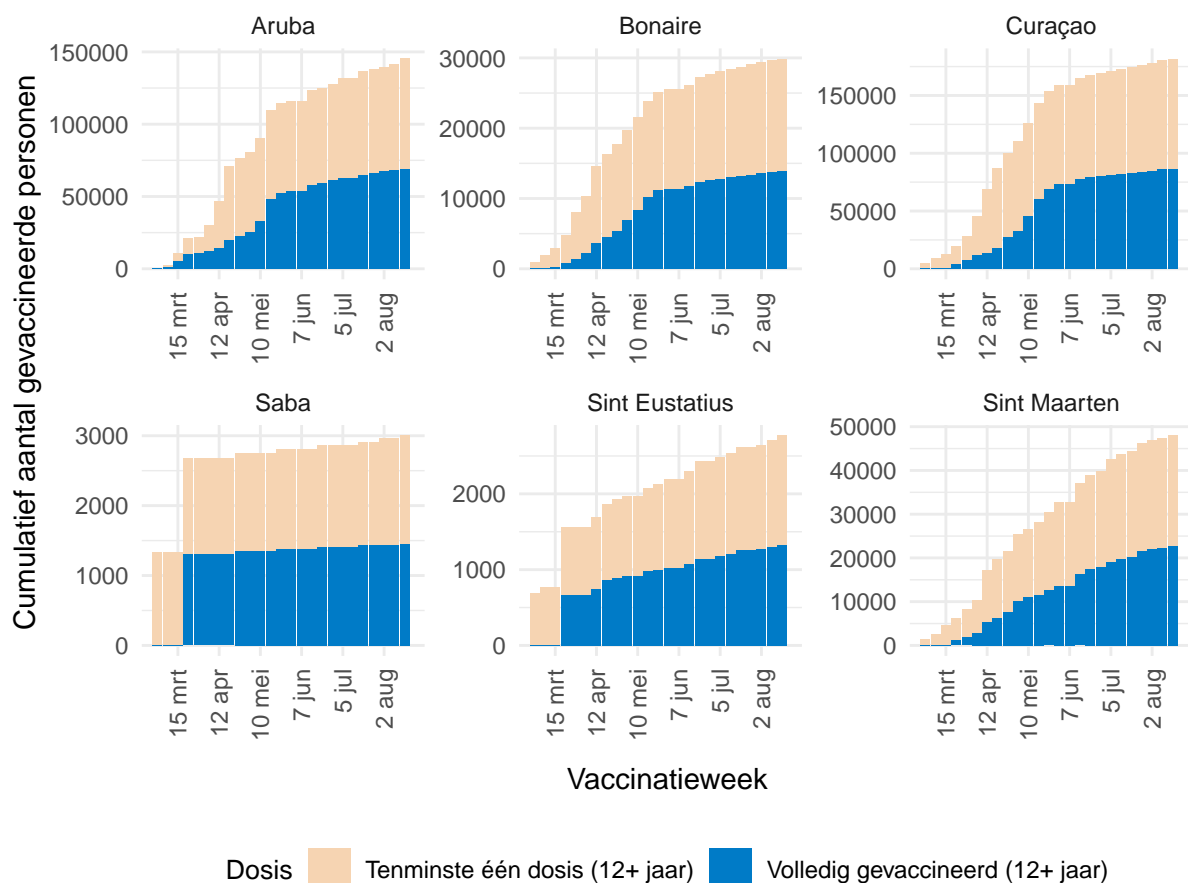 Aruba
Bonaire
Curaçao
150000
100000
50000
0
30000
20000
10000
0
150000
100000
50000
0
15 mrt
12 apr
10 mei
7 jun
5 jul
2 aug
15 mrt
12 apr
10 mei
7 jun
5 jul
2 aug
15 mrt
12 apr
10 mei
7 jun
5 jul
2 aug
Cumulatief aantal gevaccineerde personen
Saba
Sint Eustatius
Sint Maarten
3000
2000
1000
0
2000
1000
0
50000
40000
30000
20000
10000
0
15 mrt
12 apr
10 mei
7 jun
5 jul
2 aug
15 mrt
12 apr
10 mei
7 jun
5 jul
2 aug
15 mrt
12 apr
10 mei
7 jun
5 jul
2 aug
Vaccinatieweek
Dosis Tenminste één dosis (12+ jaar) Volledig gevaccineerd (12+ jaar)